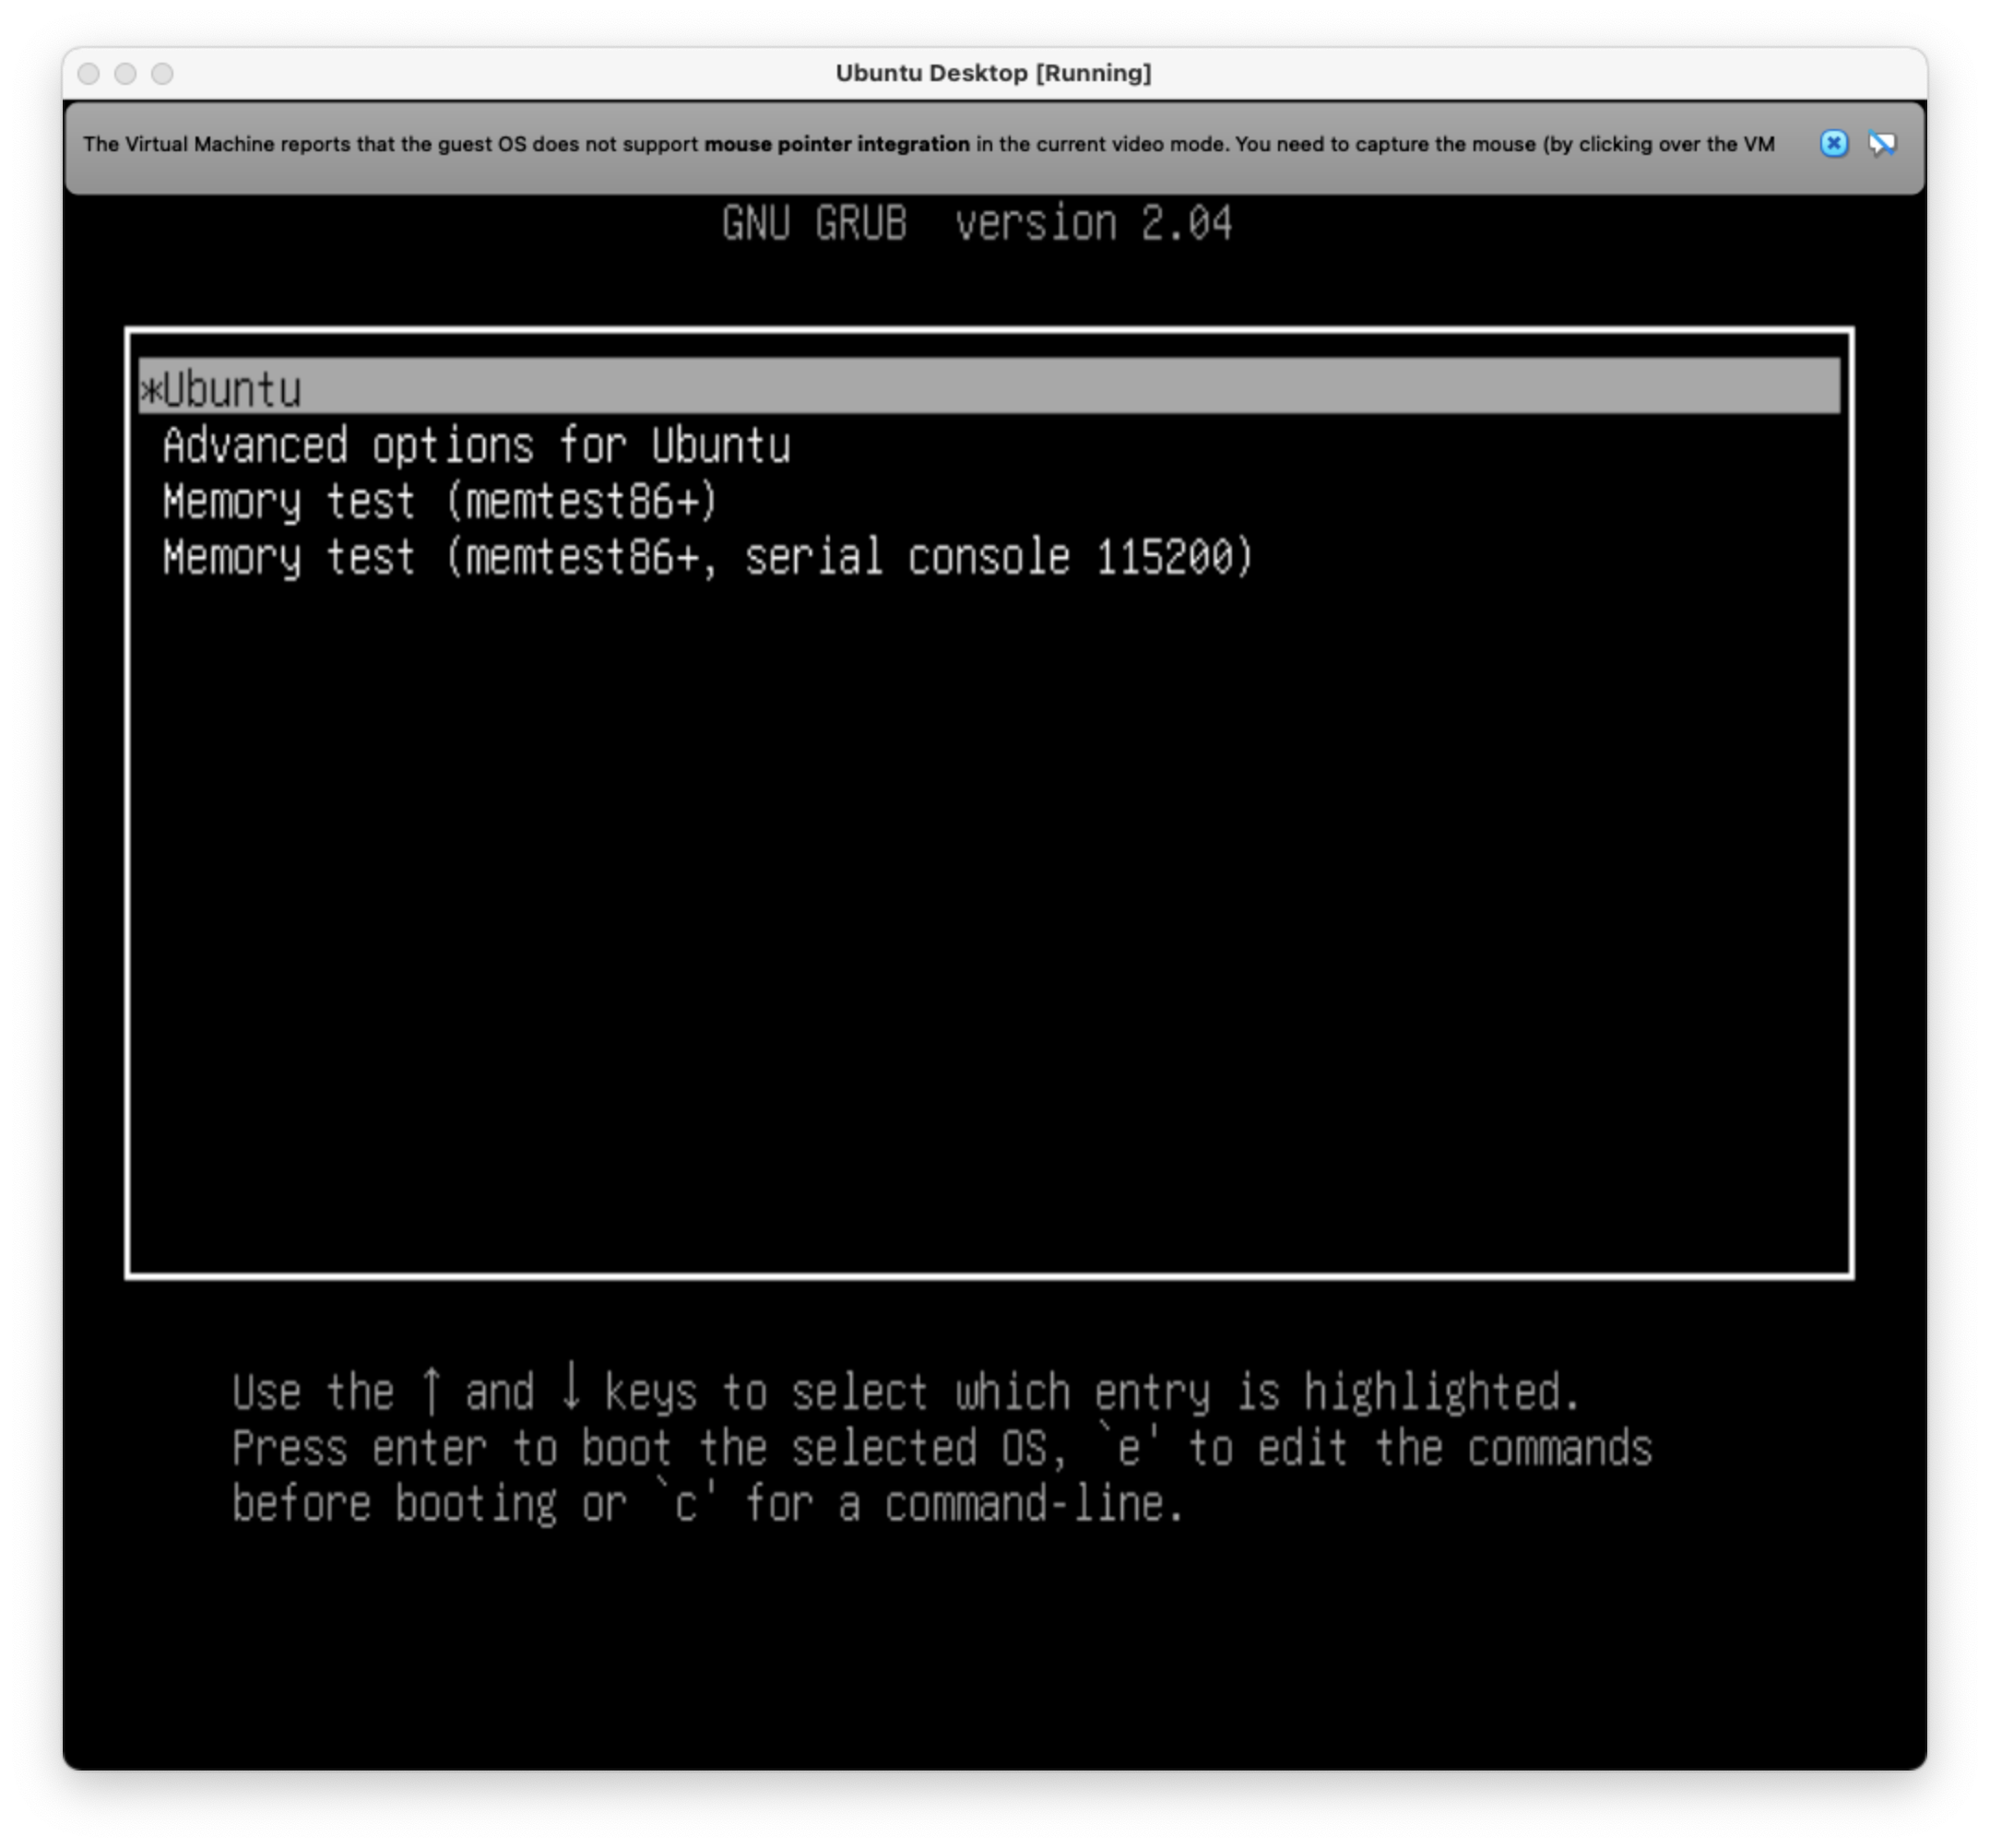 Ubuntu Desktop [Running]
The Virtual Machine reports that the guest OS does not support mouse pointer integration in the current video mode. You need to capture the mouse (by clicking over the VM
GNU GRUB  version 2.04
*Ubuntu
Advanced options for Ubuntu
Memory test (memtest86+)
Memory test (memtest86+, serial console 115200)
Use the ↑ and ↓ keys to select which entry is highlighted.
Press enter to boot the selected OS, `e' to edit the commands
before booting or `c' for a command-line.